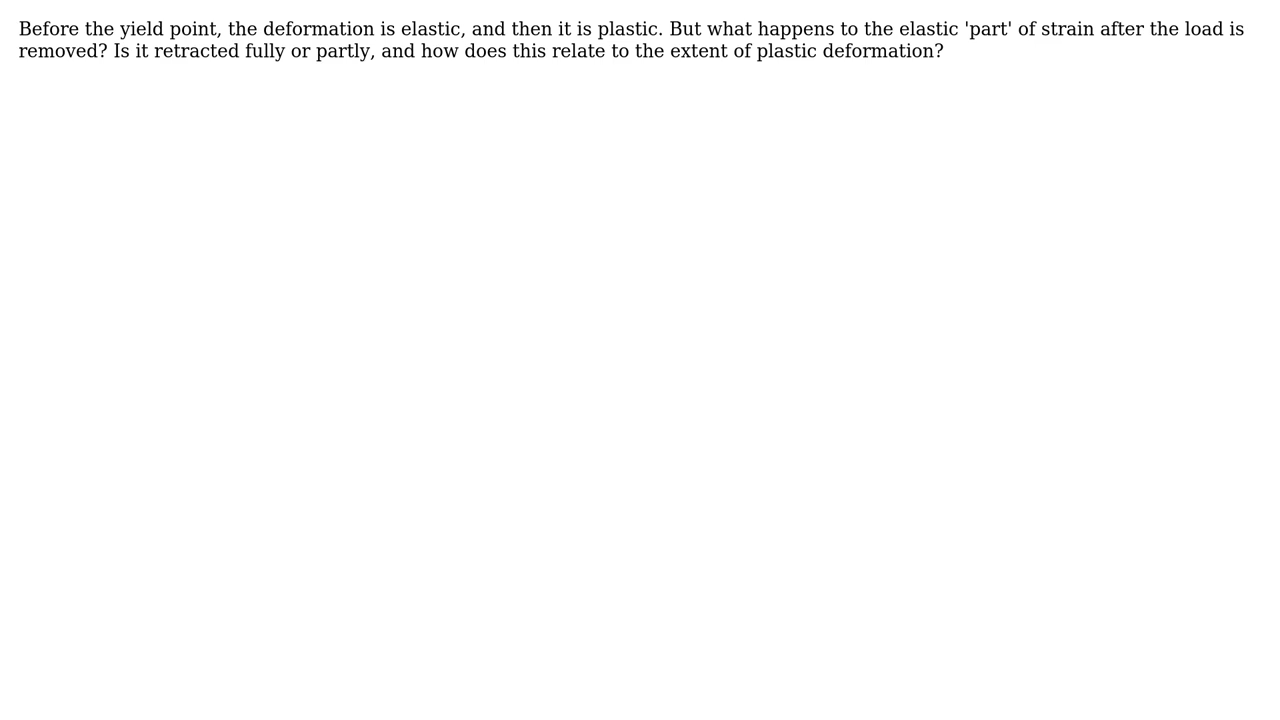 Before the yield point, the deformation is elastic, and then it is plastic. But what happens to the elastic 'part' of strain after the load is
removed? Is it retracted fully or partly, and how does this relate to the extent of plastic deformation?